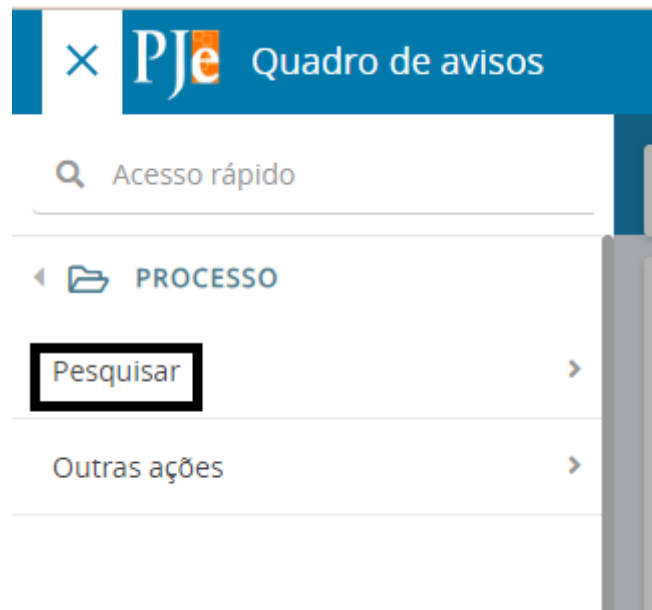 PJe Quadro de avisos
Acesso rápido
PROCESSO
Pesquisar
Outras ações